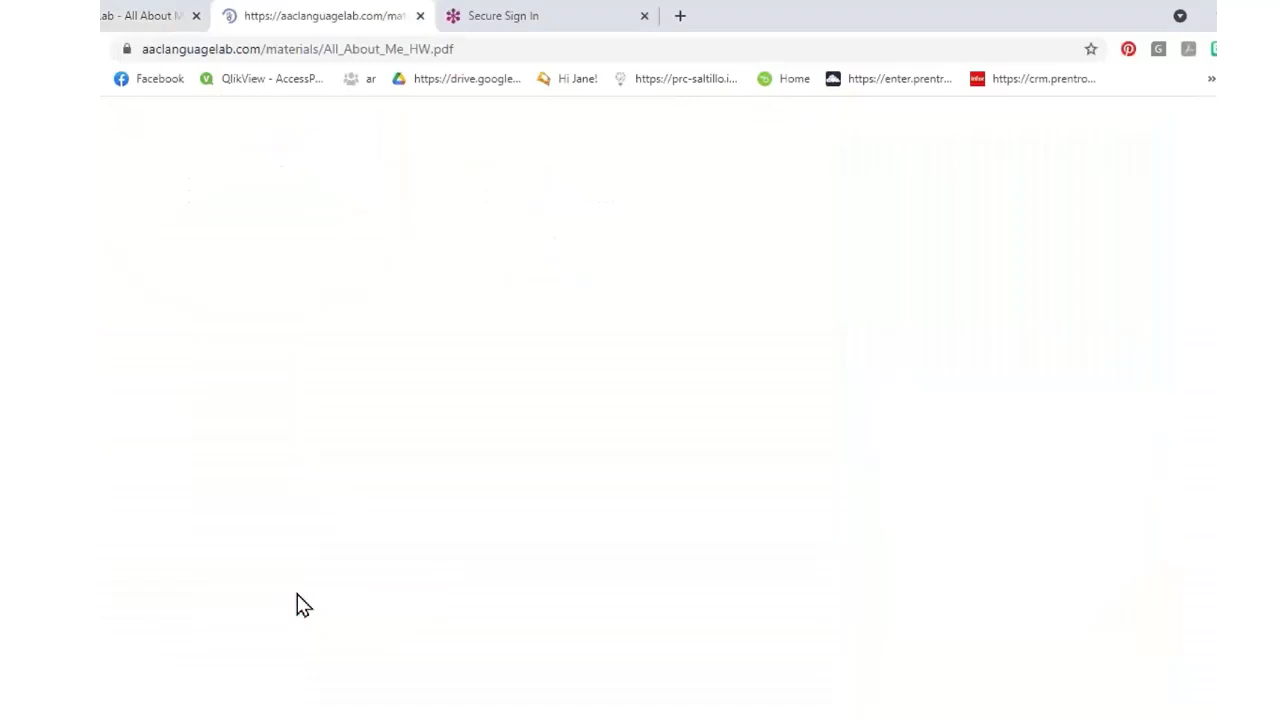 .ab - All About M
https://aaclanguagelab.com/mat
Secure Sign In
aaclanguagelab.com/materials/All_About_Me_HW.pdf
Facebook QlikView - AccessP... ar https://drive.google... Hi Jane! https://prc-saltillo.i... Home https://enter.prentr... https://crm.prentro... »